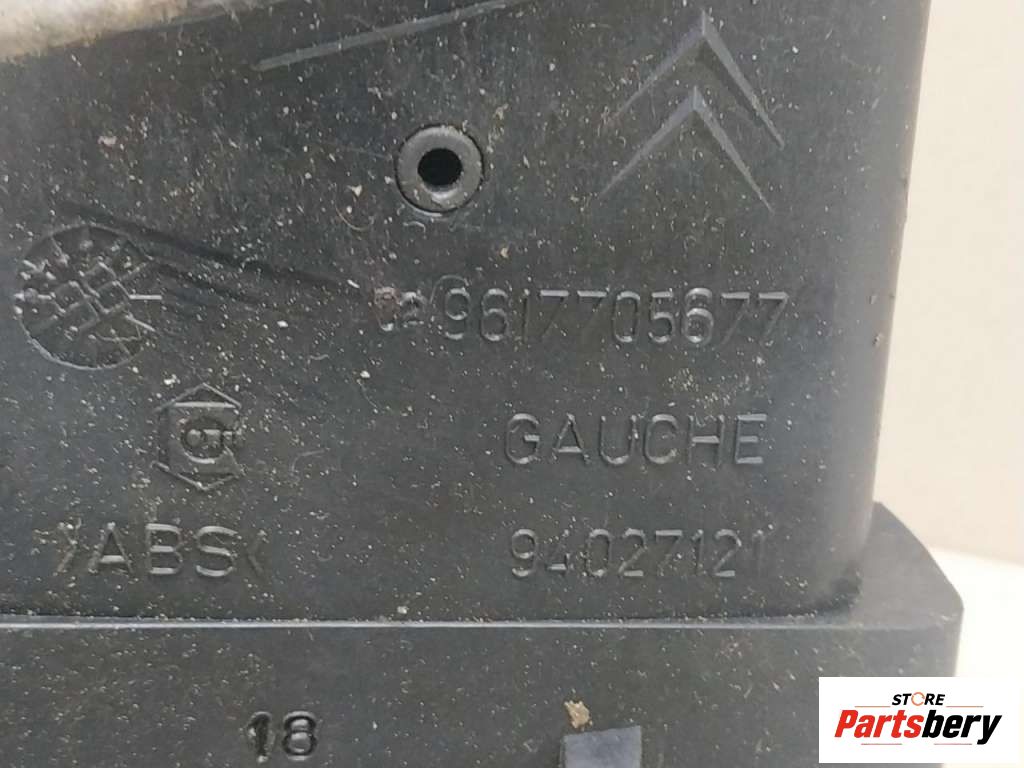 9617705677
GAUCHE
>ABS<
94027121
18
STORE
Partsbery